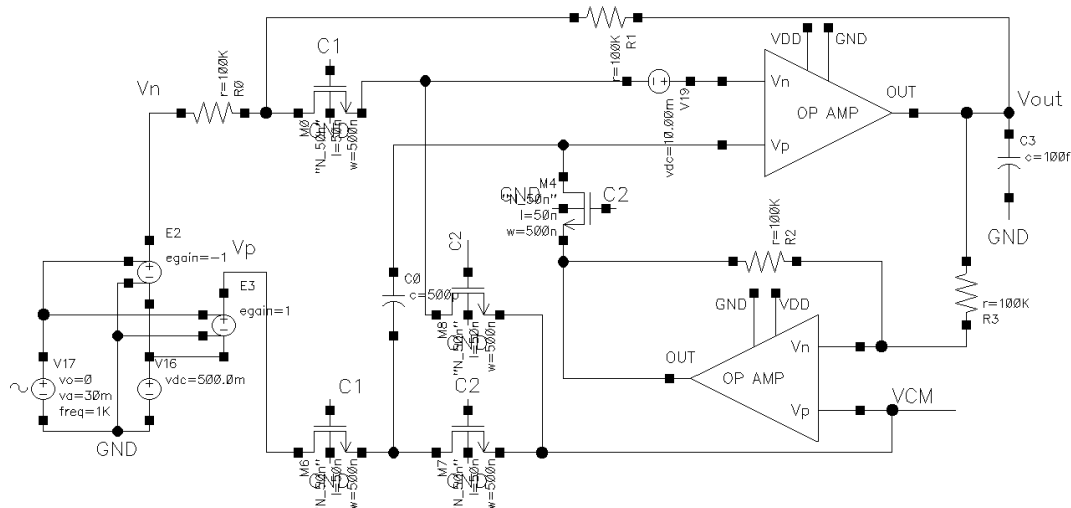 C1
r=100K
R1
VDD
GND
Vn
r=100K
R0
Vn
OUT
Vout
V19
vdc=10.00m
OP AMP
C3
c=100f
M0
"N_50n"
l=50n
w=500n
GND
Vp
M4
GND
"N_50n"
l=50n
w=500n
C2
GND
E2
egain=-1
Vp
C2
r=100K
R2
E3
egain=1
C0
c=500p
GND
VDD
r=100K
R3
M8
"N_50n"
l=50n
w=500n
GND
OUT
Vn
OP AMP
V17
vo=0
va=30m
freq=1K
V16
vdc=500.0m
C1
C2
Vp
VCM
GND
M6
N_50n"
l=50n
w=500n
GND
M7
"N_50n"
l=50n
w=500n
GND